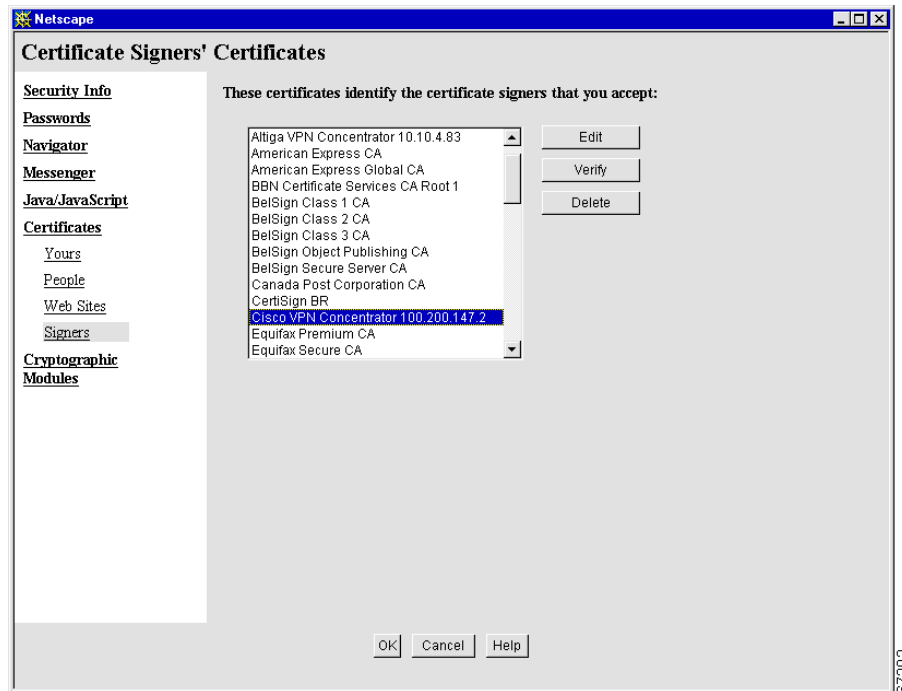 Netscape
Certificate Signers' Certificates
Security Info
Passwords
Navigator
Messenger
Java/JavaScript
Certificates
Yours
People
Web Sites
Signers
Cryptographic
Modules
These certificates identify the certificate signers that you accept:
Altiga VPN Concentrator 10.10.4.83
American Express CA
American Express Global CA
BBN Certificate Services CA Root 1
BelSign Class 1 CA
BelSign Class 2 CA
BelSign Class 3 CA
BelSign Object Publishing CA
BelSign Secure Server CA
Canada Post Corporation CA
CertiSign BR
Cisco VPN Concentrator 100.200.147.2
Equifax Premium CA
Equifax Secure CA
Edit
Verify
Delete
OK
Cancel
Help